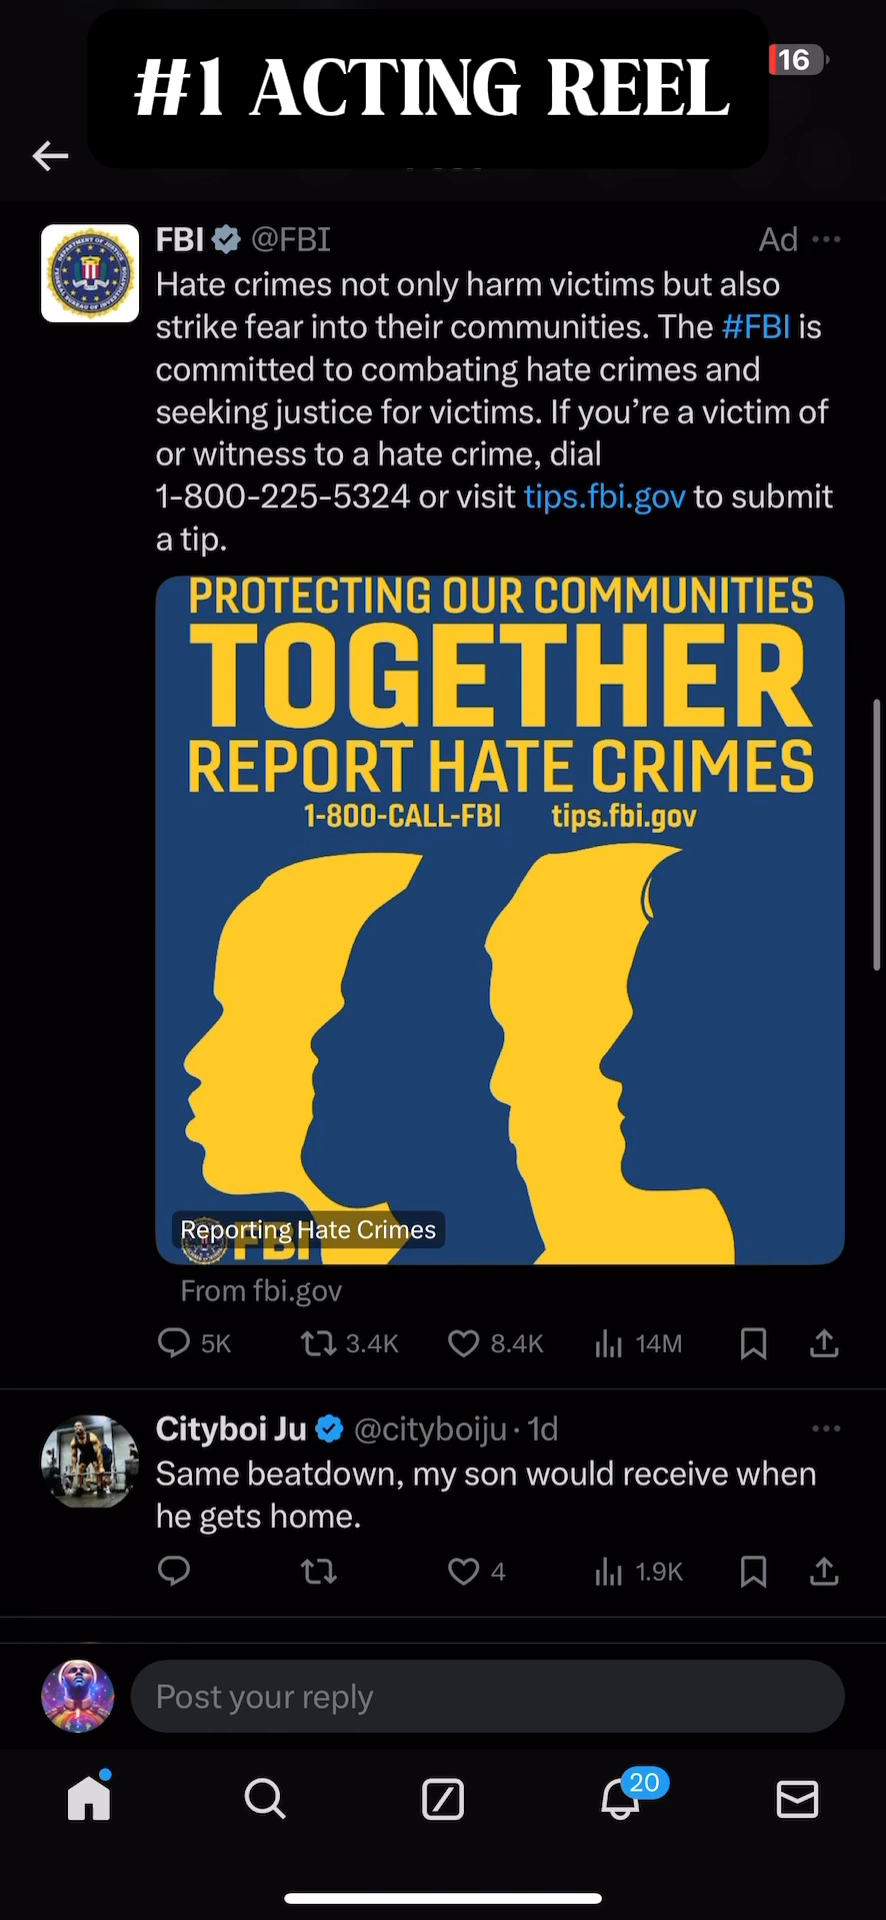 #1 ACTING REEL
16
FBI @FBI Ad
Hate crimes not only harm victims but also
strike fear into their communities. The #FBI is
committed to combating hate crimes and
seeking justice for victims. If you’re a victim of
or witness to a hate crime, dial
1-800-225-5324 or visit tips.fbi.gov to submit
a tip.
PROTECTING OUR COMMUNITIES
TOGETHER
REPORT HATE CRIMES
1-800-CALL-FBI tips.fbi.gov
Reporting Hate Crimes
FBI
From fbi.gov
5K 3.4K 8.4K 14M
Cityboi Ju @cityboiju · 1d
Same beatdown, my son would receive when
he gets home.
4 1.9K
Post your reply
20